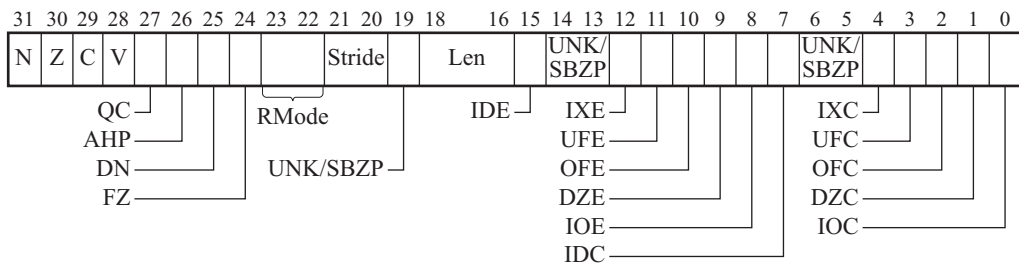 31 30 29 28 27 26 25 24 23 22 21 20 19 18 16 15 14 13 12 11 10 9 8 7 6 5 4 3 2 1 0
N Z C V Stride Len UNK/ SBZP UNK/ SBZP
QC RMode IDE IXE IXC
AHP UFE UFC
DN UNK/SBZP OFE OFC
FZ DZE DZC
IOE IOC
IDC